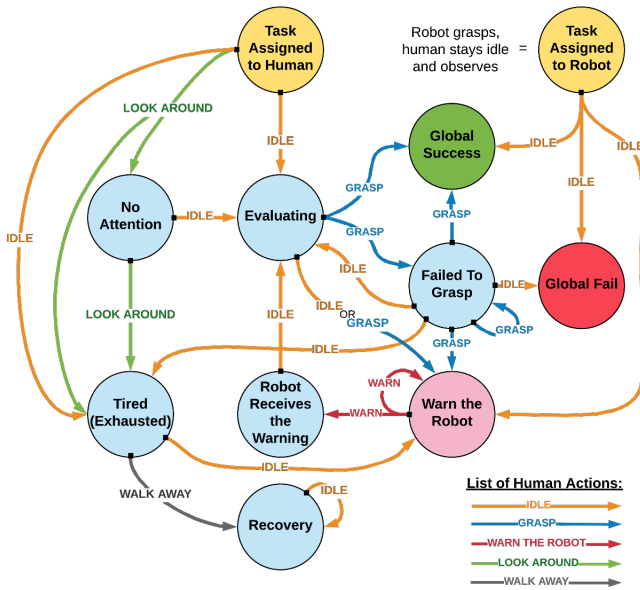 Task
Assigned
to Human
Robot grasps,
human stays idle
and observes
=
Task
Assigned
to Robot
LOOK AROUND
IDLE
Global
Success
IDLE
IDLE
GRASP
IDLE
No
Attention
IDLE
Evaluating
GRASP
GRASP
IDLE
IDLE
Failed To
Grasp
IDLE
Global Fail
LOOK AROUND
IDLE
IDLE
OR
GRASP
GRASP
GRASP
IDLE
WARN
Tired
(Exhausted)
Robot
Receives
the
Warning
WARN
Warn the
Robot
IDLE
WALK AWAY
IDLE
Recovery
List of Human Actions:
IDLE
GRASP
WARN THE ROBOT
LOOK AROUND
WALK AWAY